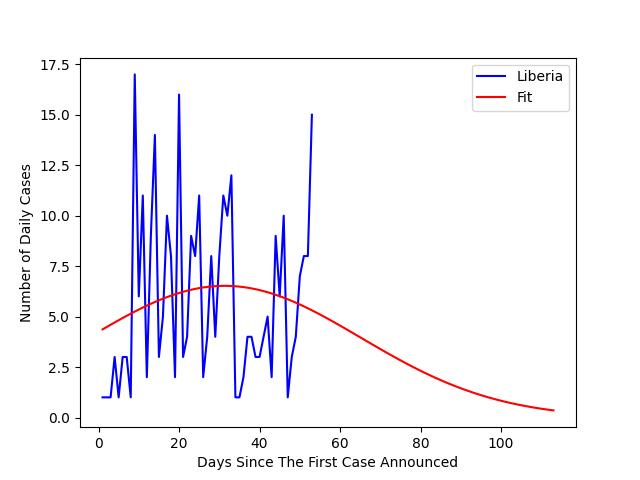 Liberia
Fit
17.5
15.0
12.5
10.0
7.5
5.0
2.5
0.0
Number of Daily Cases
0 20 40 60 80 100
Days Since The First Case Announced